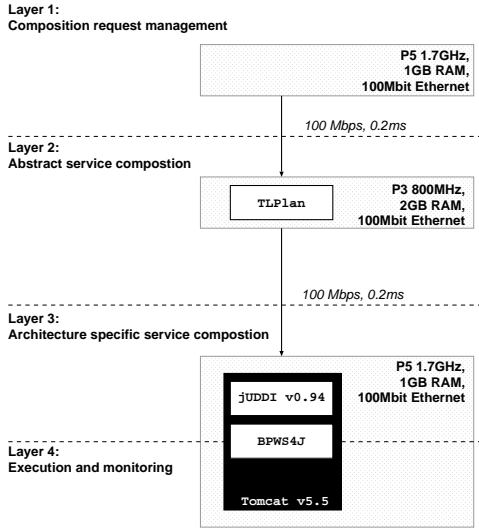 Layer 1:
Composition request management
P5 1.7GHz,
1GB RAM,
100Mbit Ethernet
100 Mbps, 0.2ms
Layer 2:
Abstract service compostion
TLPlan
P3 800MHz,
2GB RAM,
100Mbit Ethernet
100 Mbps, 0.2ms
Layer 3:
Architecture specific service compostion
P5 1.7GHz,
1GB RAM,
100Mbit Ethernet
jUDDI v0.94
BPWS4J
Layer 4:
Execution and monitoring
Tomcat v5.5